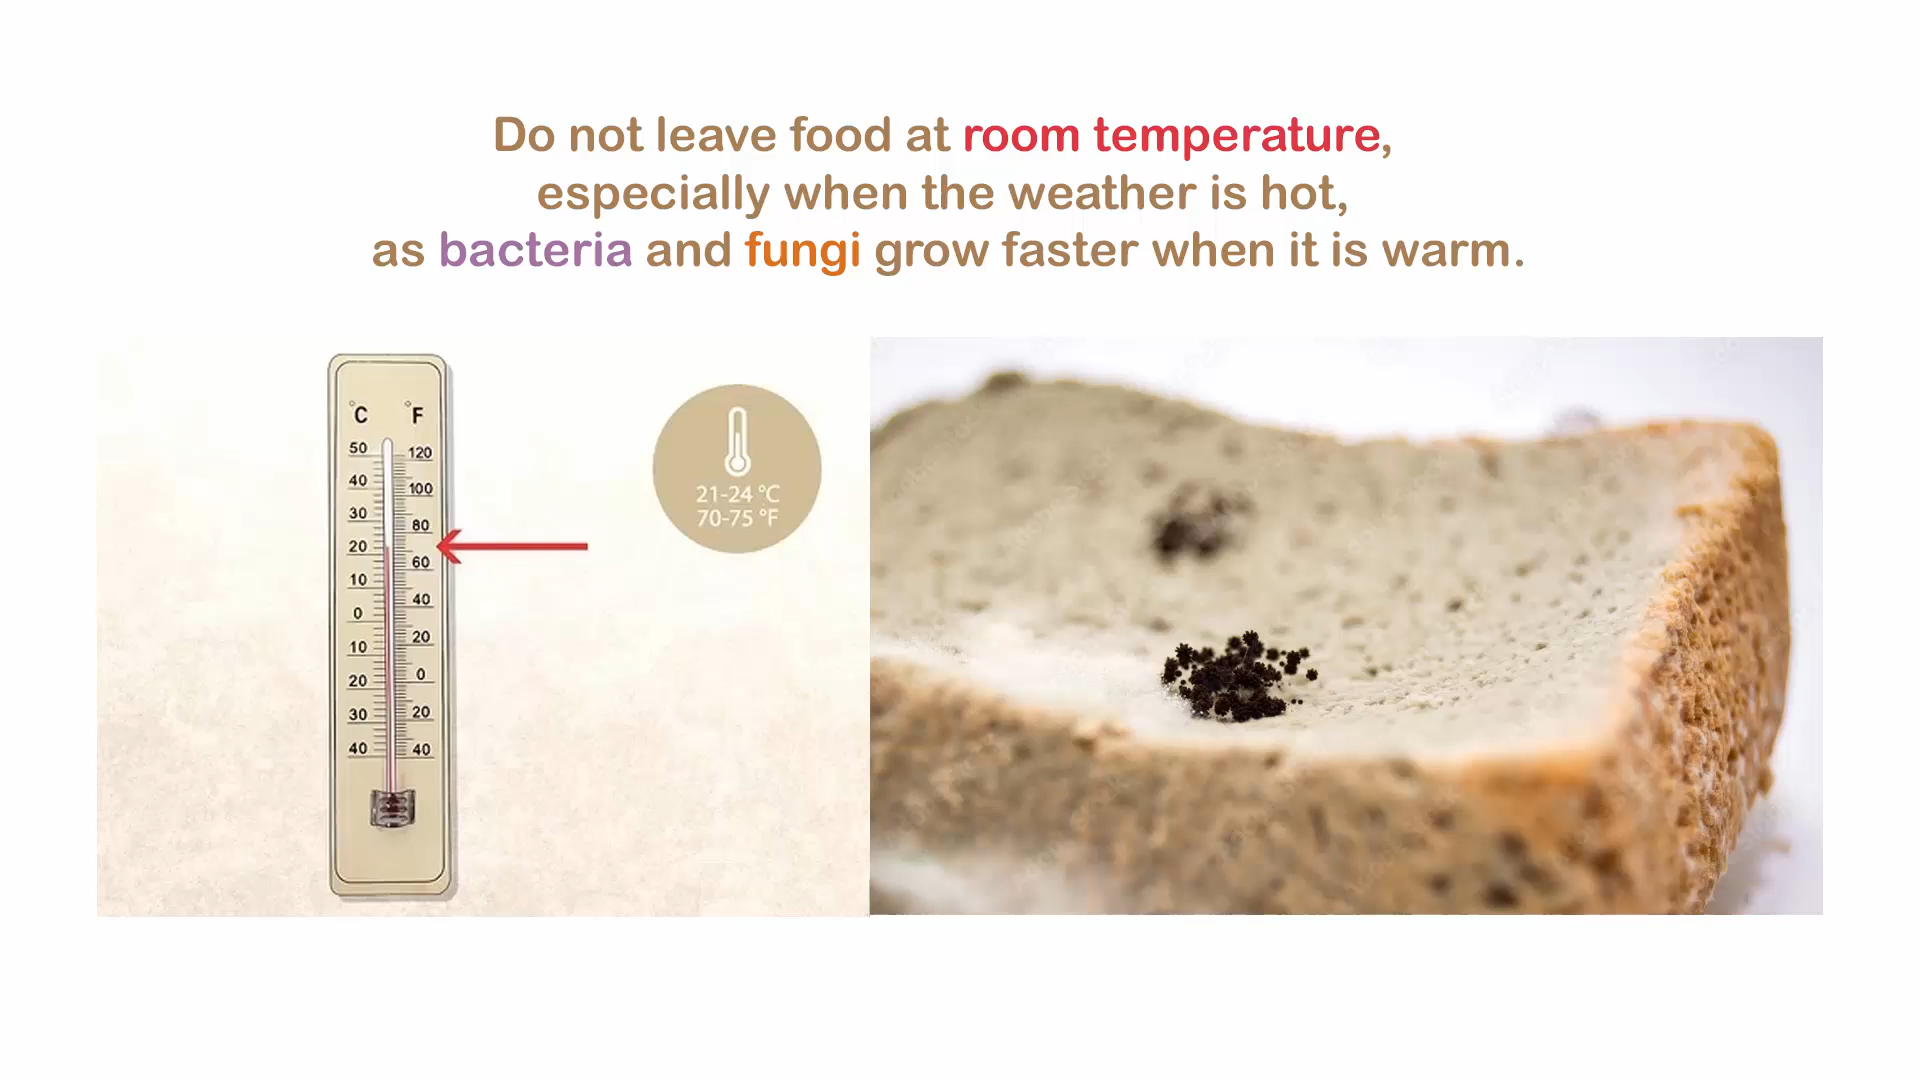 Do not leave food at room temperature,
especially when the weather is hot,
as bacteria and fungi grow faster when it is warm.
°C °F
50 120
40 100
30 80
20 60
10 40
0 20
10 0
20 20
30 40
40
21-24 °C
70-75 °F